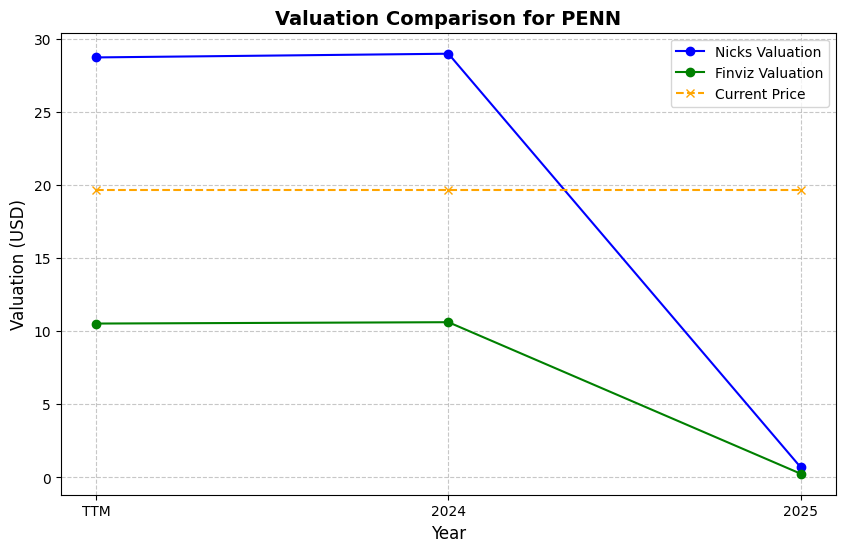 Valuation Comparison for PENN
Nicks Valuation
Finviz Valuation
Current Price
Valuation (USD)
30
25
20
15
10
5
0
TTM 2024 2025
Year